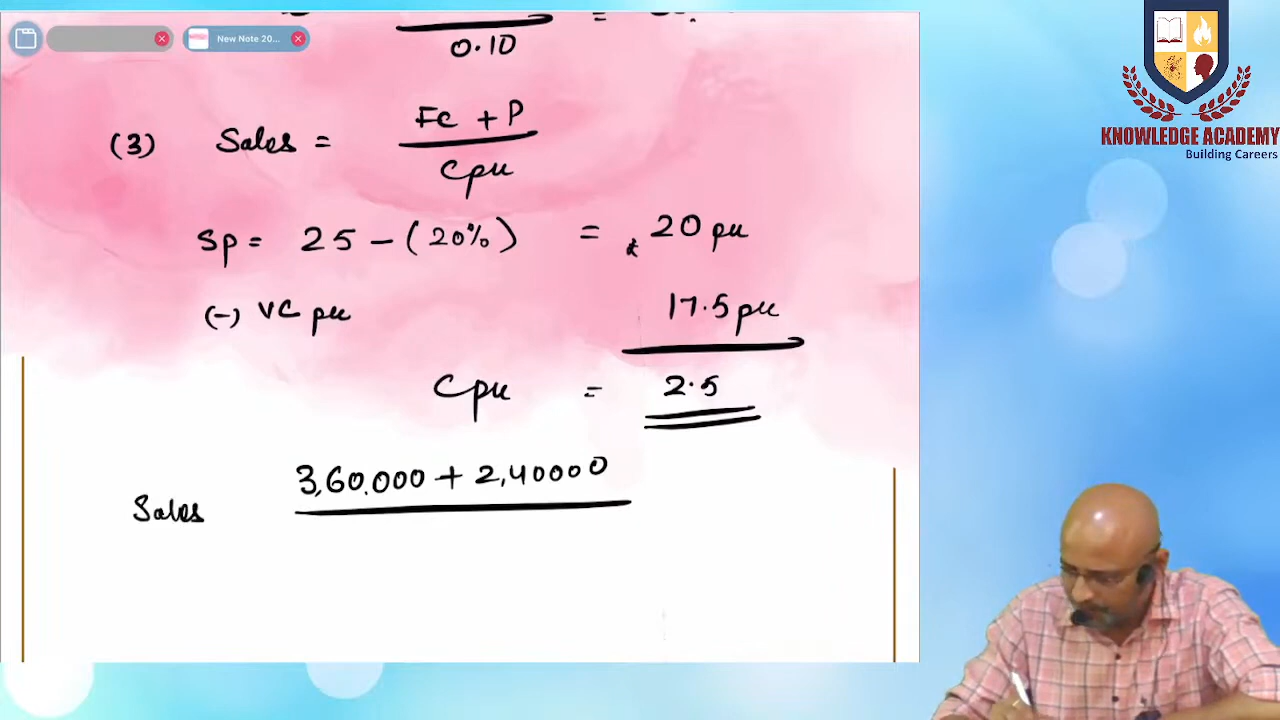 New Note 20...
0.10
(3) Sales = Fc + P
Cpu
Sp = 25 - (20%) = 20 pu
(-) VC pu 17.5 pu
Cpu = 2.5
Sales 3,60,000 + 2,40000
KNOWLEDGE ACADEMY
Building Careers